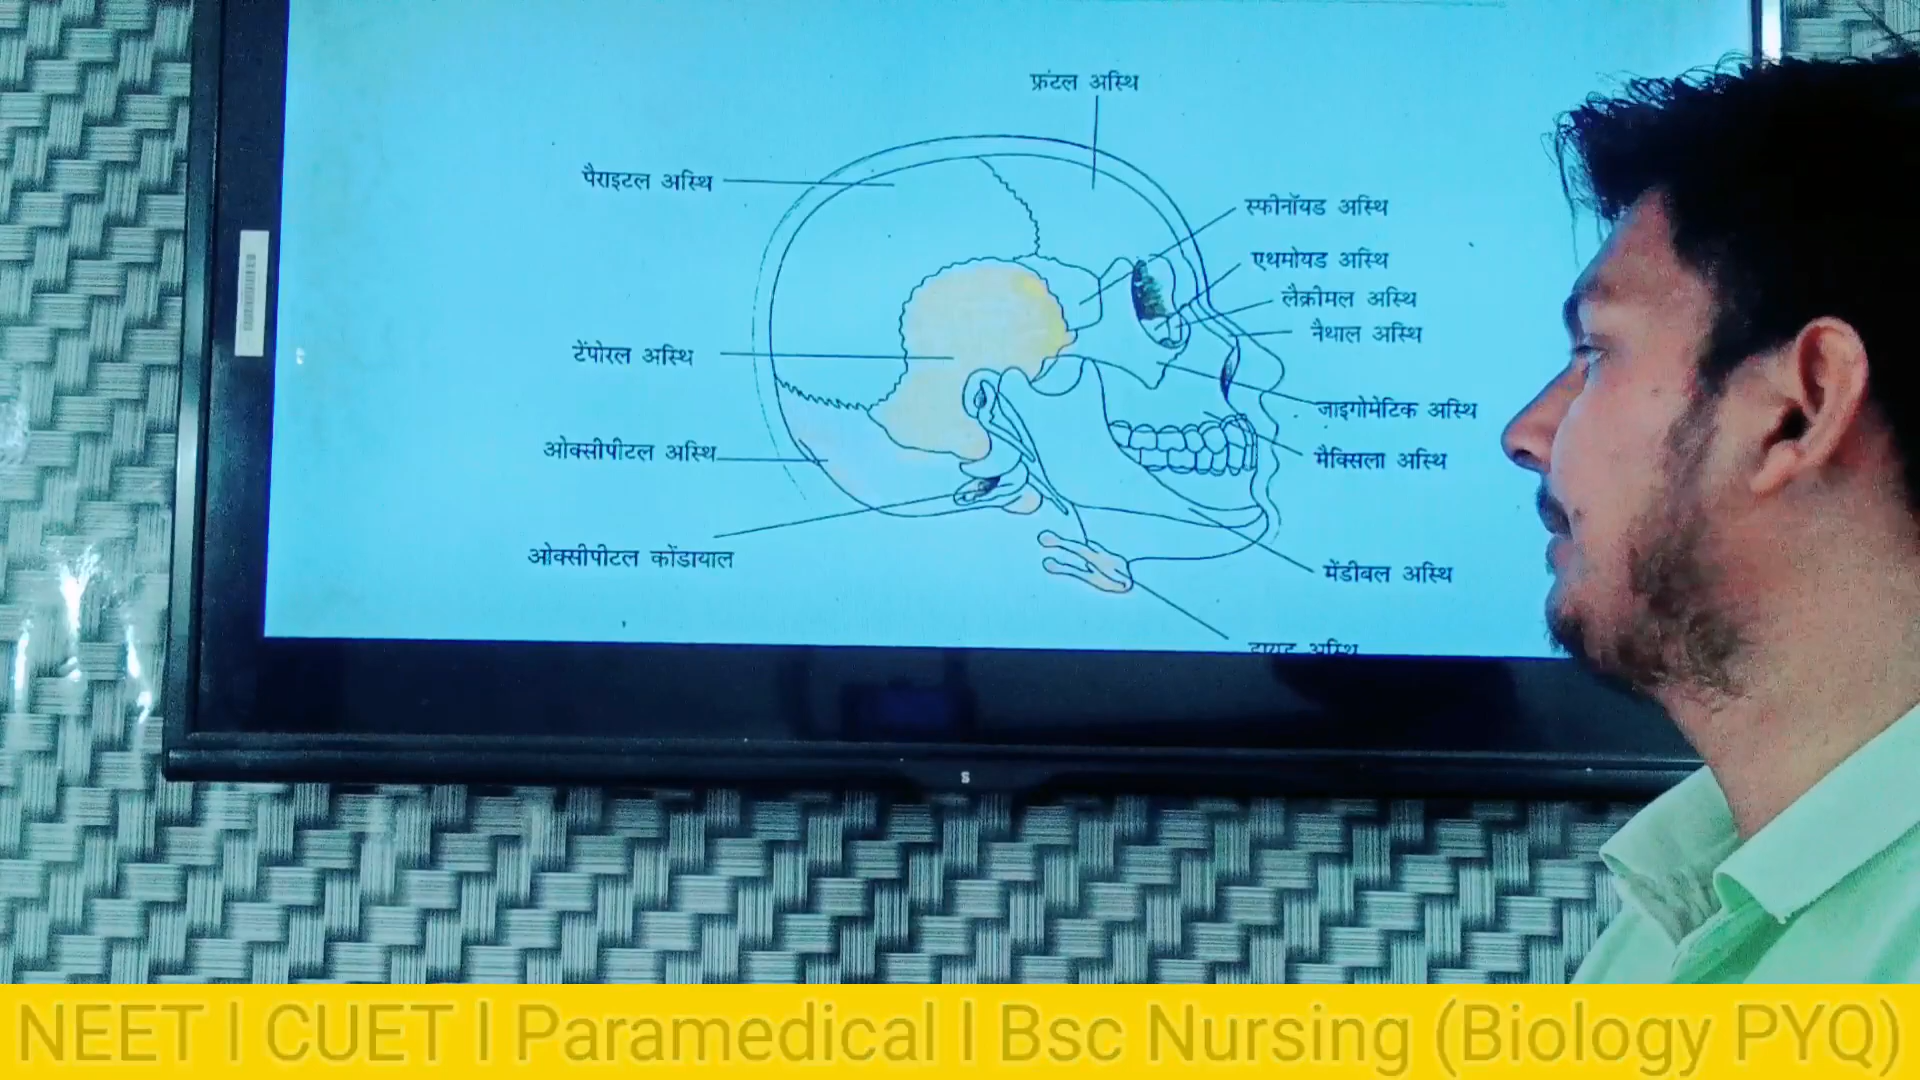 फ्रंटल अस्थि
पैराइटल अस्थि
स्फीनॉयड अस्थि
एथमोयड अस्थि
लैक्रीमल अस्थि
नैथाल अस्थि
टेंपोरल अस्थि
जाइगोमेटिक अस्थि
ओक्सीपीटल अस्थि
मैक्सिला अस्थि
ओक्सीपीटल कोंडायाल
मेंडीबल अस्थि
अस्थि
S
NEET l CUET l Paramedical l Bsc Nursing (Biology PYQ)